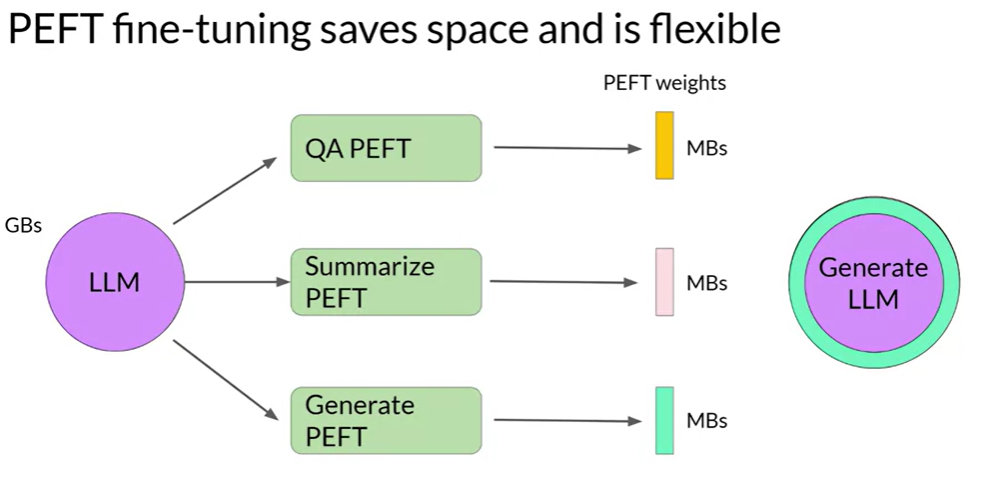 PEFT fine-tuning saves space and is flexible
PEFT weights
QA PEFT
MBs
GBs
LLM
Summarize
PEFT
MBs
Generate
LLM
Generate
PEFT
MBs